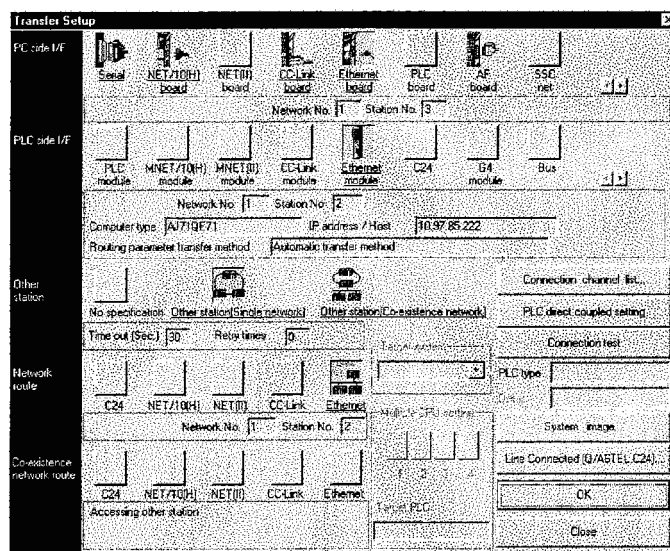 Transfer Setup
PC side I/F
Serial NET/10(H) board NET(II) board CC-Link board Ethernet board PLC board AF board SSC net
Network No. 1 Station No. 3
PLC side I/F
PLC module MNET/10(H) module MNET(II) module CC-Link module Ethernet module C24 G4 module Bus
Network No. 1 Station No. 2
Computer type AJ71QE71 IP address / Host 10.97.85.222
Routing parameter transfer method Automatic transfer method
Other station
No specification Other station(Single network) Other station(Co-existence network)
Time out (Sec.) 30 Retry times 0
Connection channel list...
PLC direct coupled setting
Connection test
PLC type
Target system
Network route
C24 NET/10(H) NET(II) CC-Link Ethernet
Network No. 1 Station No. 2
Multiple CPU setting
1 2
Target PLC
System image
Line Connected (Q/A6TEL,C24)...
OK
Close
Co-existence network route
C24 NET/10(H) NET(II) CC-Link Ethernet
Accessing other station